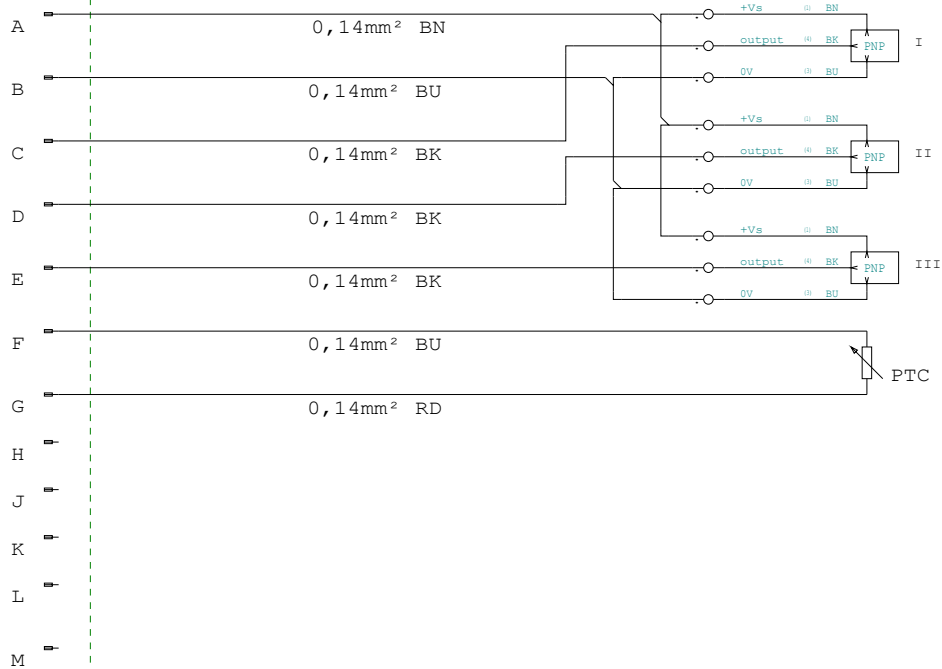 +Vs (1) BN
A 0,14mm² BN
output (4) BK PNP I
0V (3) BU
B 0,14mm² BU
+Vs (1) BN
C 0,14mm² BK
output (4) BK PNP II
0V (3) BU
D 0,14mm² BK
+Vs (1) BN
output (4) BK PNP III
E 0,14mm² BK
0V (3) BU
F 0,14mm² BU
PTC
G 0,14mm² RD
H
J
K
L
M